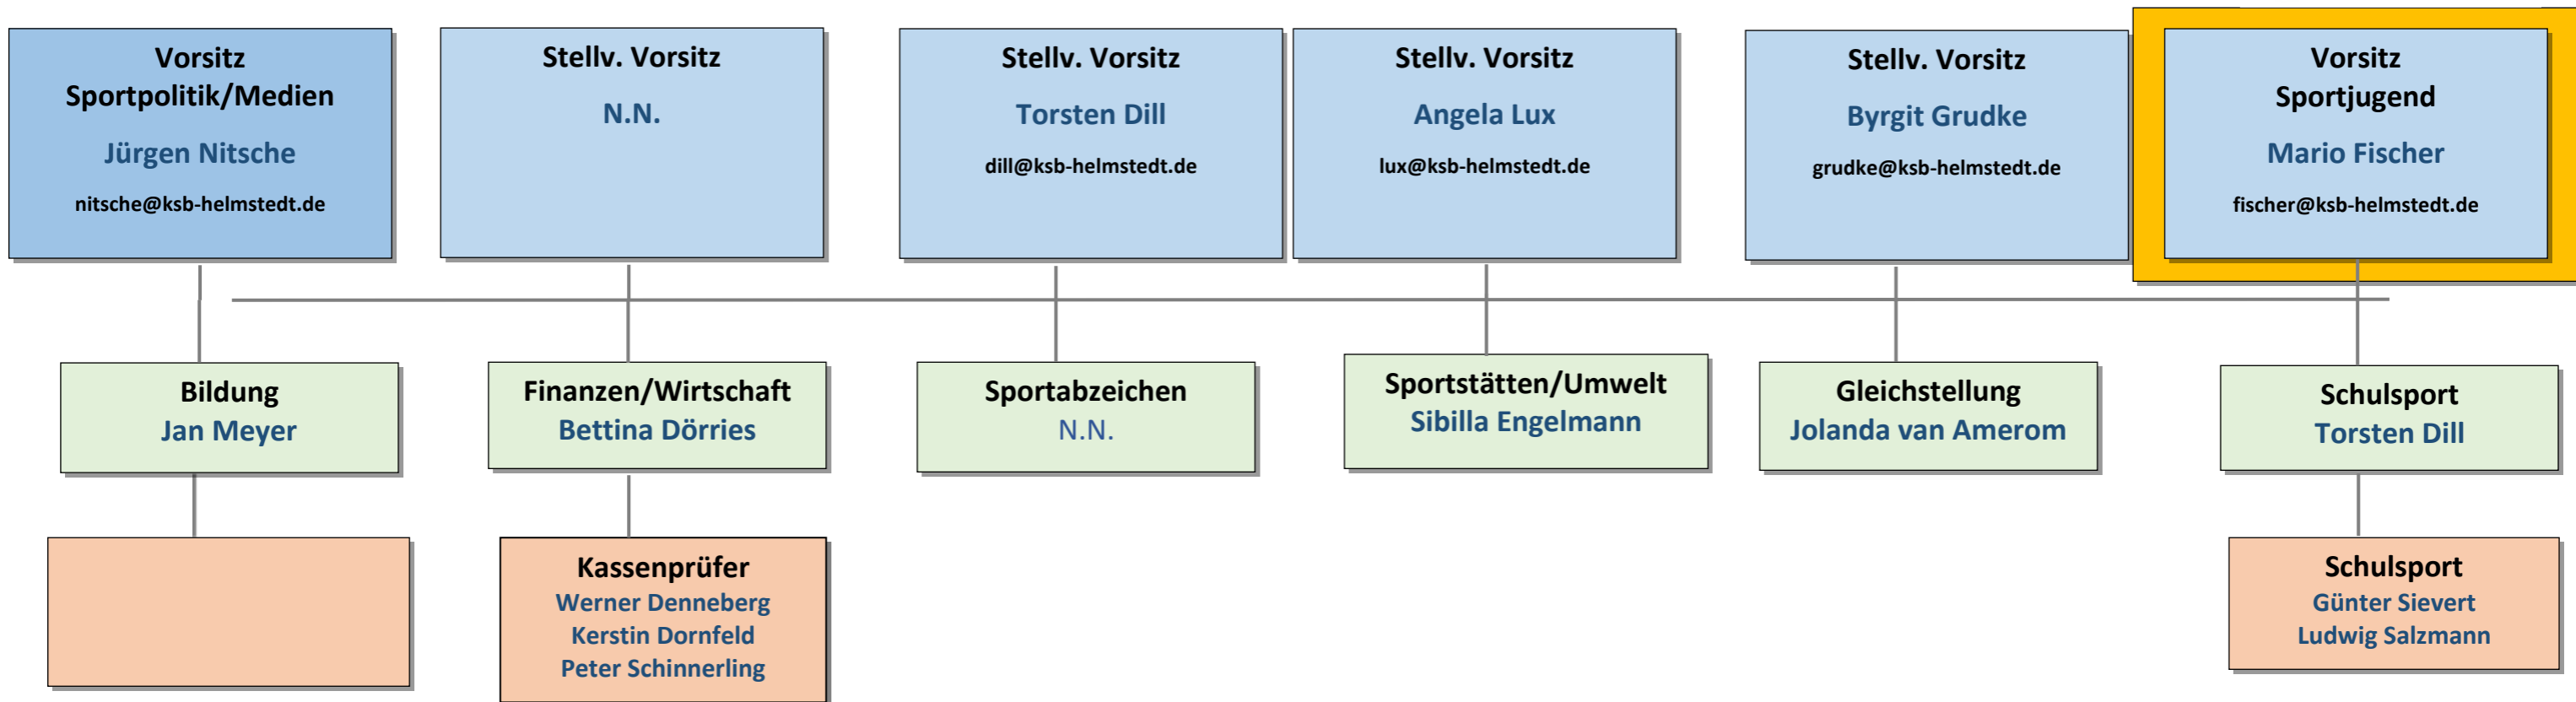 Vorsitz
Sportpolitik/Medien
Jürgen Nitsche
nitsche@ksb-helmstedt.de
Stellv. Vorsitz
N.N.
Stellv. Vorsitz
Torsten Dill
dill@ksb-helmstedt.de
Stellv. Vorsitz
Angela Lux
lux@ksb-helmstedt.de
Stellv. Vorsitz
Byrgit Grudke
grudke@ksb-helmstedt.de
Vorsitz
Sportjugend
Mario Fischer
fischer@ksb-helmstedt.de
Bildung
Jan Meyer
Finanzen/Wirtschaft
Bettina Dörries
Sportabzeichen
N.N.
Sportstätten/Umwelt
Sibilla Engelmann
Gleichstellung
Jolanda van Amerom
Schulsport
Torsten Dill
Kassenprüfer
Werner Denneberg
Kerstin Dornfeld
Peter Schinnerling
Schulsport
Günter Sievert
Ludwig Salzmann